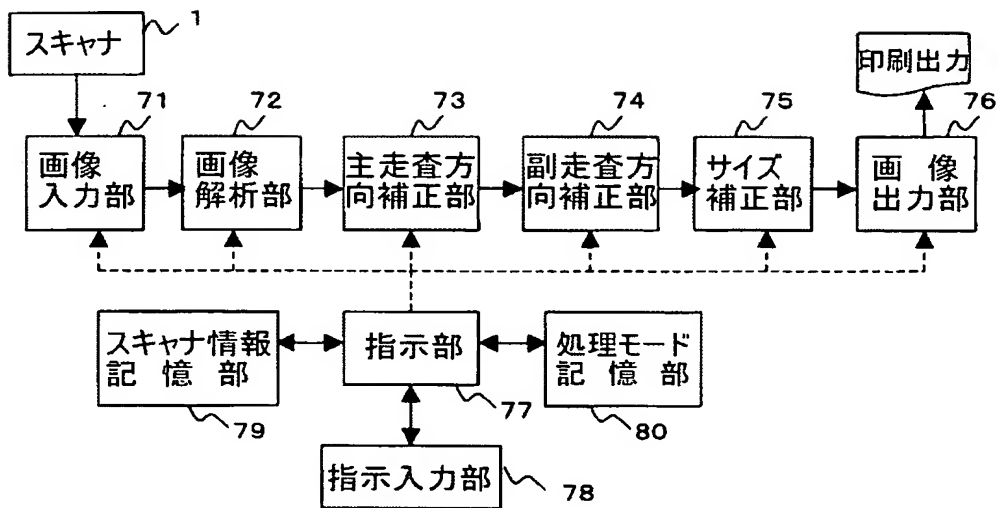 スキャナ
1
印刷出力
71
72
73
74
75
76
画像
入力部
画像
解析部
主走査方
向補正部
副走査方
向補正部
サイズ
補正部
画像
出力部
スキャナ情報
記憶部
指示部
処理モード
記憶部
79
77
80
指示入力部
78